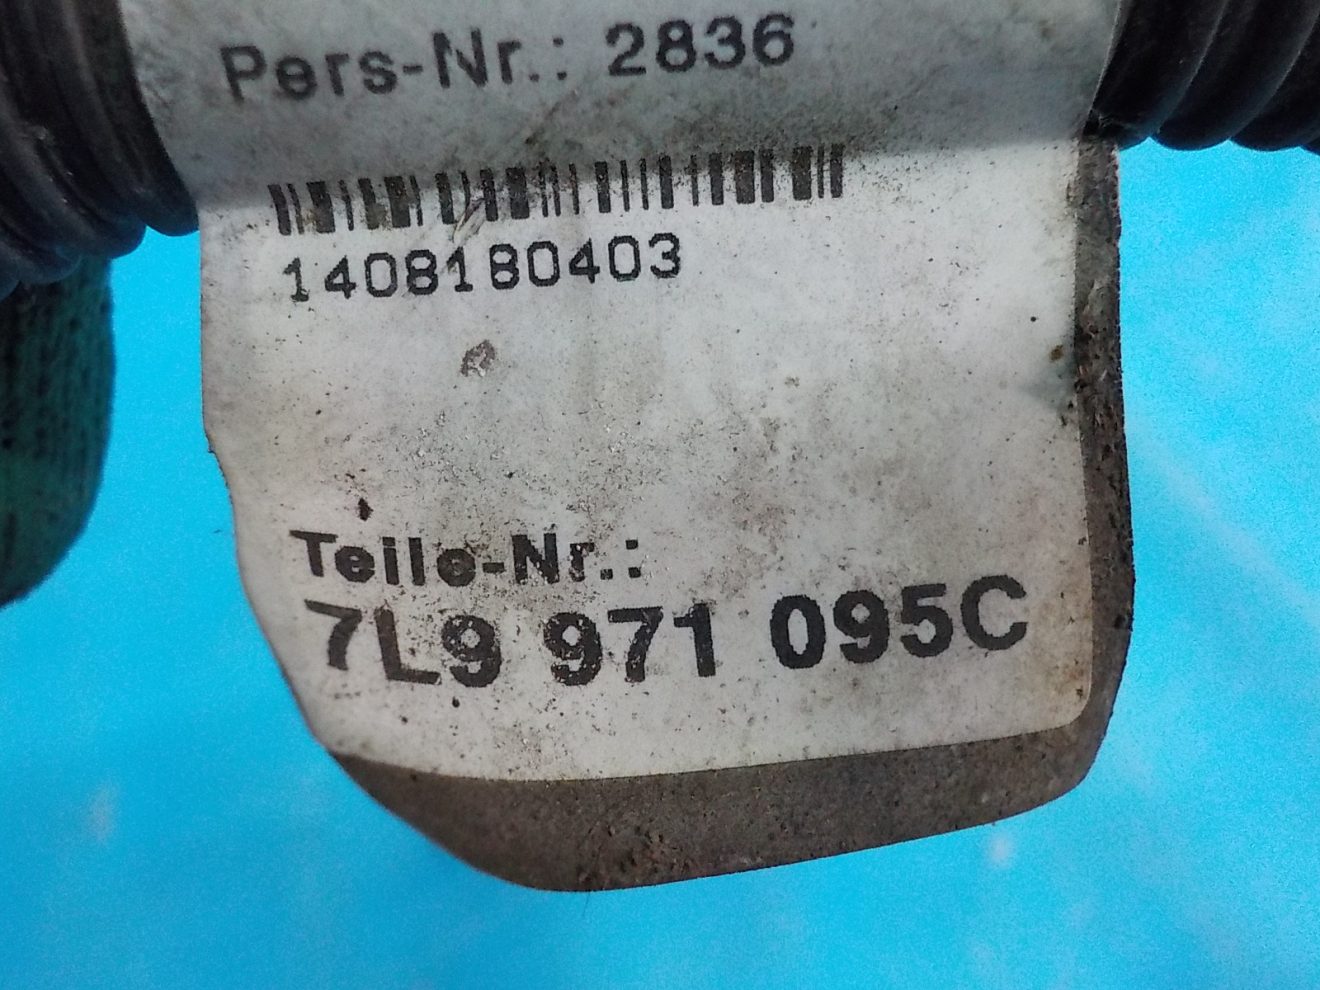 Pers-Nr.: 2836
1408180403
Teile-Nr.:
7L9 971 095C